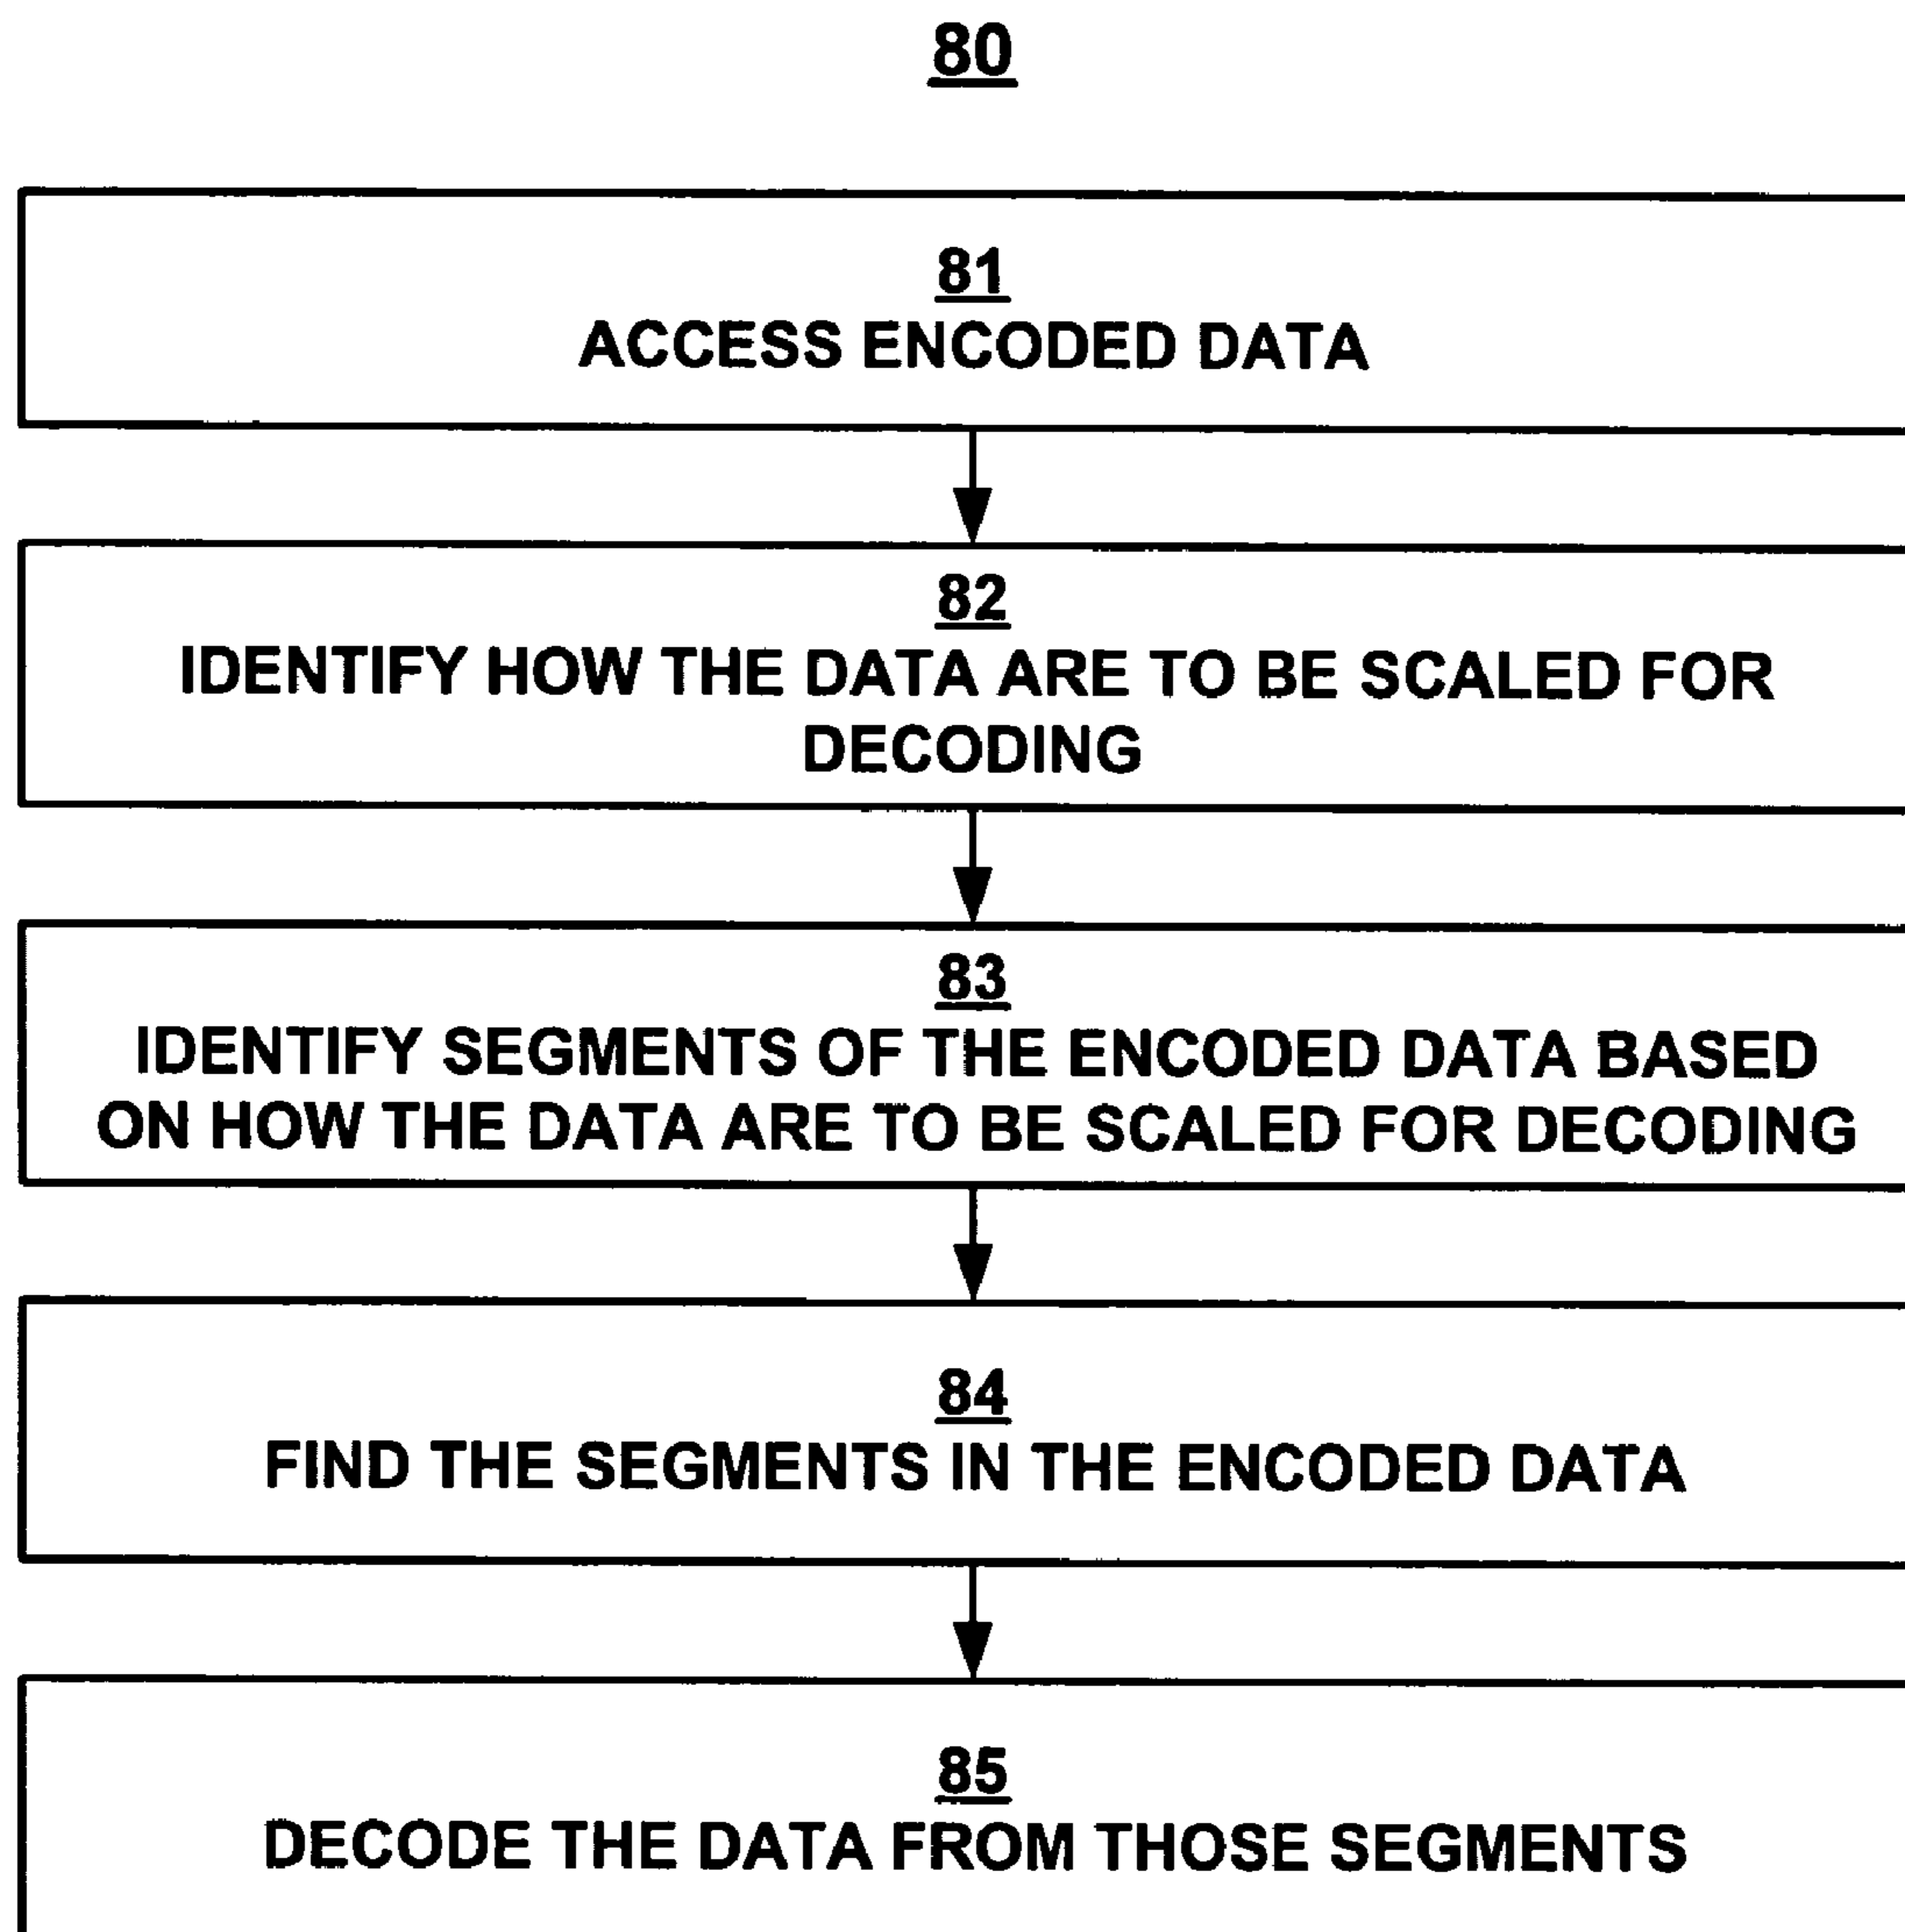 80
81
ACCESS ENCODED DATA
82
IDENTIFY HOW THE DATA ARE TO BE SCALED FOR
DECODING
83
IDENTIFY SEGMENTS OF THE ENCODED DATA BASED
ON HOW THE DATA ARE TO BE SCALED FOR DECODING
84
FIND THE SEGMENTS IN THE ENCODED DATA
85
DECODE THE DATA FROM THOSE SEGMENTS